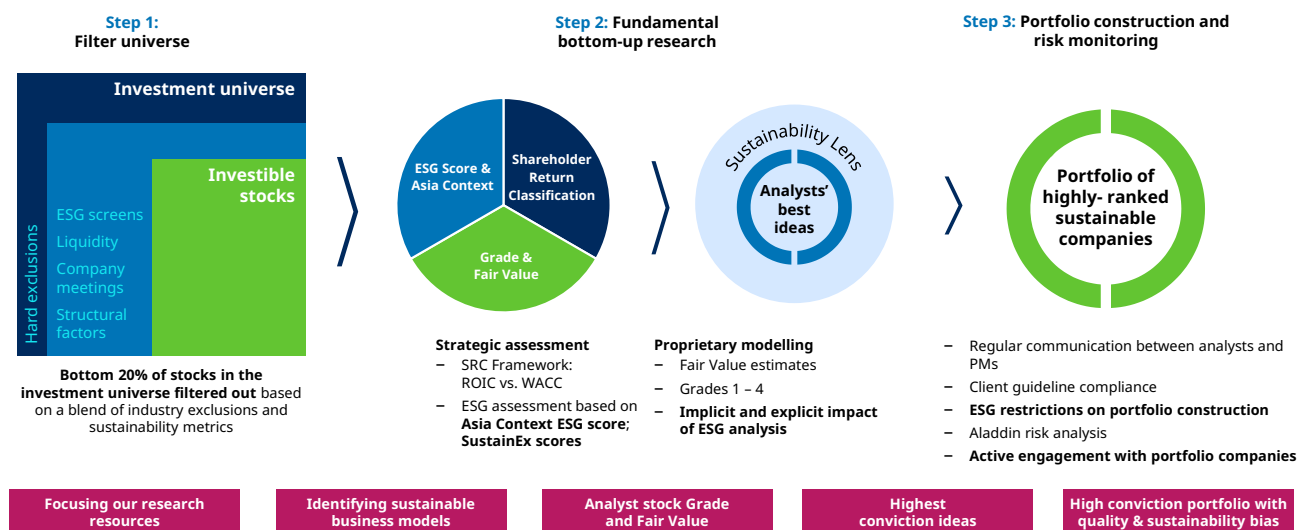 Step 1:
Filter universe
Investment universe
Investible
stocks
ESG screens
Liquidity
Company
meetings
Structural
factors
Hard exclusions
Bottom 20% of stocks in the
investment universe filtered out based
on a blend of industry exclusions and
sustainability metrics
Step 2: Fundamental
bottom-up research
ESG Score &
Asia Context
Shareholder
Return
Classification
Grade &
Fair Value
Sustainability Lens
Analysts’
best
ideas
Strategic assessment
– SRC Framework:
ROIC vs. WACC
– ESG assessment based on
Asia Context ESG score;
SustainEx scores
Proprietary modelling
– Fair Value estimates
– Grades 1 – 4
– Implicit and explicit impact
of ESG analysis
Step 3: Portfolio construction and
risk monitoring
Portfolio of
highly- ranked
sustainable
companies
– Regular communication between analysts and
PMs
– Client guideline compliance
– ESG restrictions on portfolio construction
– Aladdin risk analysis
– Active engagement with portfolio companies
Focusing our research
resources
Identifying sustainable
business models
Analyst stock Grade
and Fair Value
Highest
conviction ideas
High conviction portfolio with
quality & sustainability bias